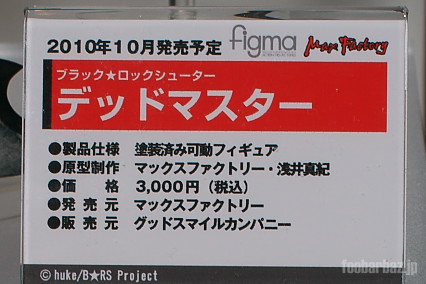 2010年10月発売予定 figma Max Factory
ブラック★ロックシューター
デッドマスター
●製品仕様 塗装済み可動フィギュア
●原型制作 マックスファクトリー・浅井真紀
●価　　格 3,000円（税込）
●発 売 元 マックスファクトリー
●販 売 元 グッドスマイルカンパニー
©huke/B★RS Project
foobarbaz.jp